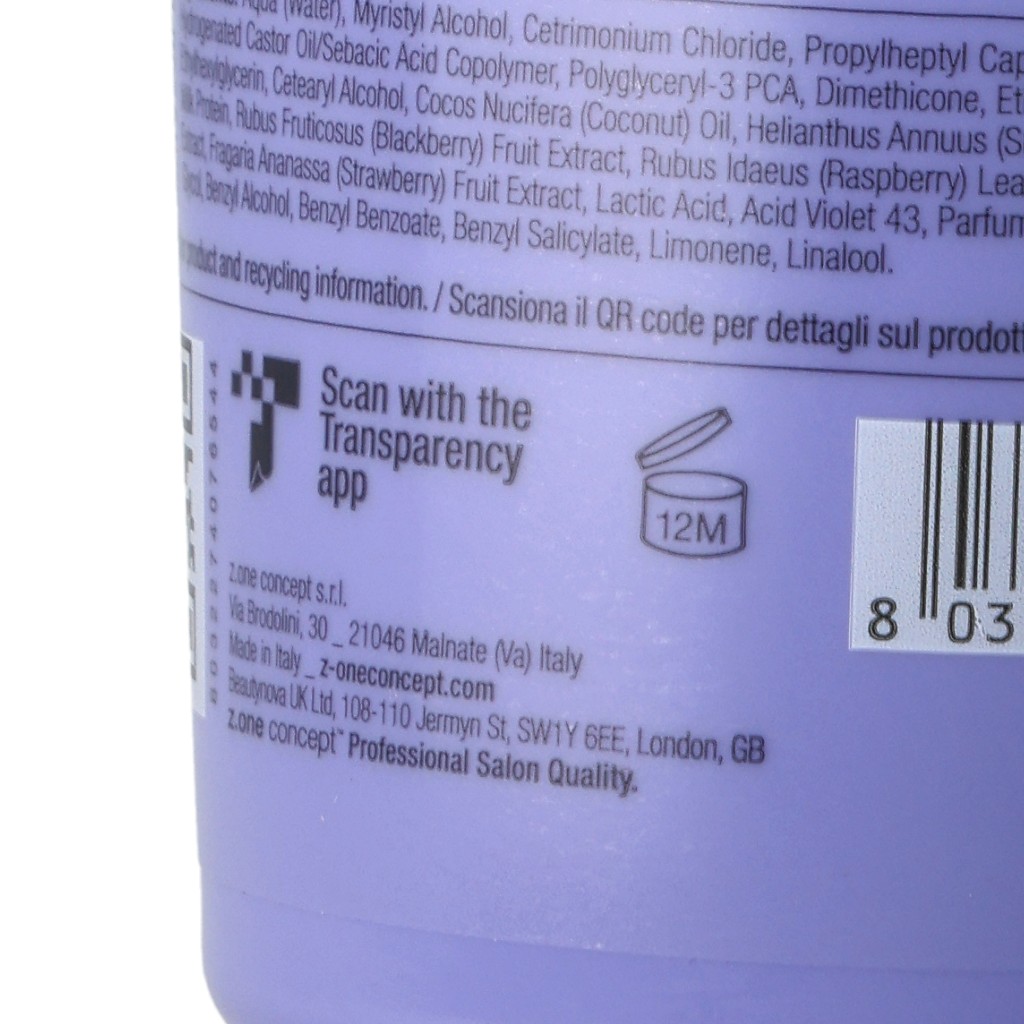 Aqua (Water), Myristyl Alcohol, Cetrimonium Chloride, Propylheptyl Cap
Castor Oil/Sebacic Acid Copolymer, Polyglyceryl-3 PCA, Dimethicone, Et
Ethylhexylglycerin, Cetearyl Alcohol, Cocos Nucifera (Coconut) Oil, Helianthus Annuus (S
Milk Protein, Rubus Fruticosus (Blackberry) Fruit Extract, Rubus Idaeus (Raspberry) Lea
Extract, Fragaria Ananassa (Strawberry) Fruit Extract, Lactic Acid, Acid Violet 43, Parfum
Benzyl Alcohol, Benzyl Benzoate, Benzyl Salicylate, Limonene, Linalool.
product and recycling information. / Scansiona il QR code per dettagli sul prodott
Scan with the
Transparency
app
12M
8 03
z.one concept s.r.l.
Via Brodolini, 30 _ 21046 Malnate (Va) Italy
Made in Italy _ z-oneconcept.com
Beautynova UK Ltd, 108-110 Jermyn St, SW1Y 6EE, London, GB
z.one concept™ Professional Salon Quality.